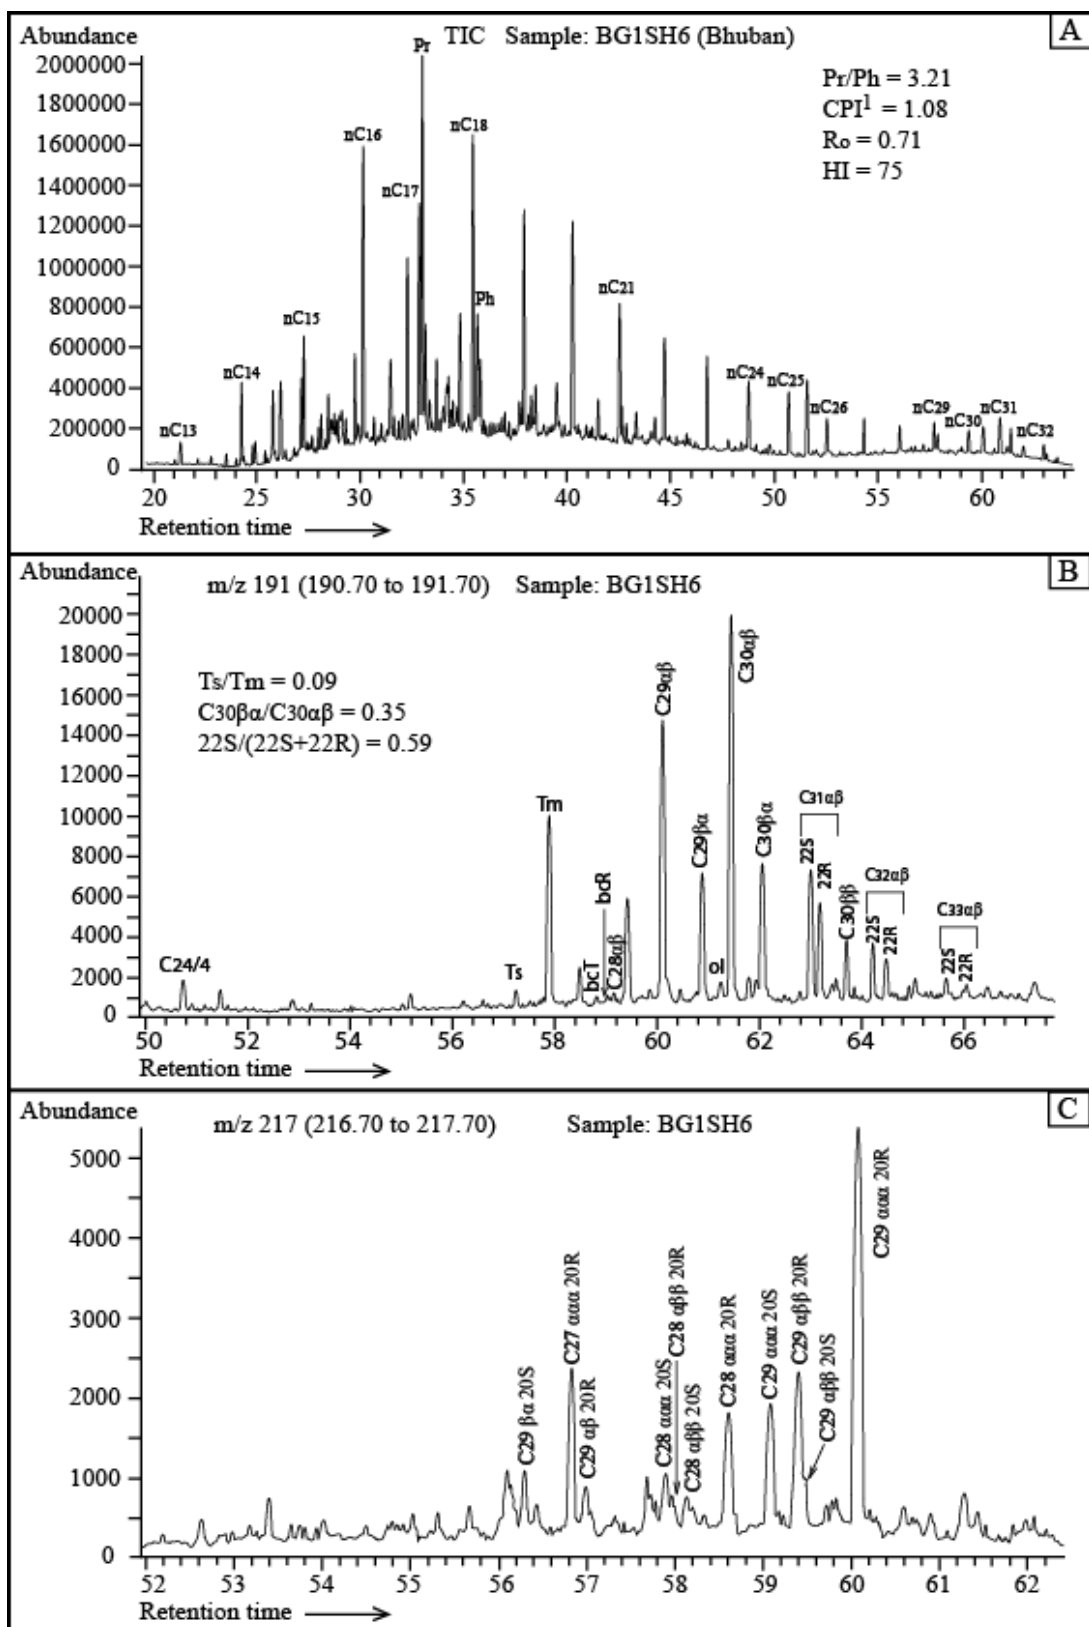 Abundance
TIC Sample: BG1SH6 (Bhuban)
A
Pr/Ph = 3.21
CPI1 = 1.08
Ro = 0.71
HI = 75
2000000
1800000
1600000
1400000
1200000
1000000
800000
600000
400000
200000
0
nC13
nC14
nC15
nC16
nC17
Pr
nC18
Ph
nC21
nC24
nC25
nC26
nC29
nC30
nC31
nC32
20 25 30 35 40 45 50 55 60
Retention time
Abundance
m/z 191 (190.70 to 191.70) Sample: BG1SH6
B
Ts/Tm = 0.09
C30βα/C30αβ = 0.35
22S/(22S+22R) = 0.59
20000
18000
16000
14000
12000
10000
8000
6000
4000
2000
0
C24/4
Ts
Tm
bcT
bcR
C28αβ
C29αβ
C29βα
ol
C30αβ
C30βα
C31αβ
22S
22R
C30ββ
C32αβ
22S
22R
C33αβ
22S
22R
50 52 54 56 58 60 62 64 66
Retention time
Abundance
m/z 217 (216.70 to 217.70) Sample: BG1SH6
C
5000
4000
3000
2000
1000
0
C29 βα 20S
C27 ααα 20R
C29 αβ 20R
C28 ααα 20S
C28 αββ 20R
C28 αββ 20S
C28 ααα 20R
C29 ααα 20S
C29 αββ 20R
C29 αββ 20S
C29 ααα 20R
52 53 54 55 56 57 58 59 60 61 62
Retention time